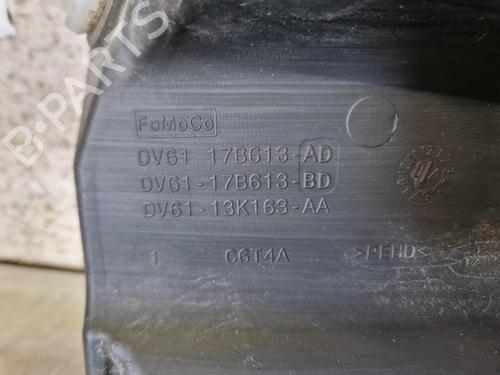 FoMoCo
DV61 17B613-AD
DV61-17B613-BD
DV61-13K163-AA
1 C6T4A >PEHD<
B-PARTS